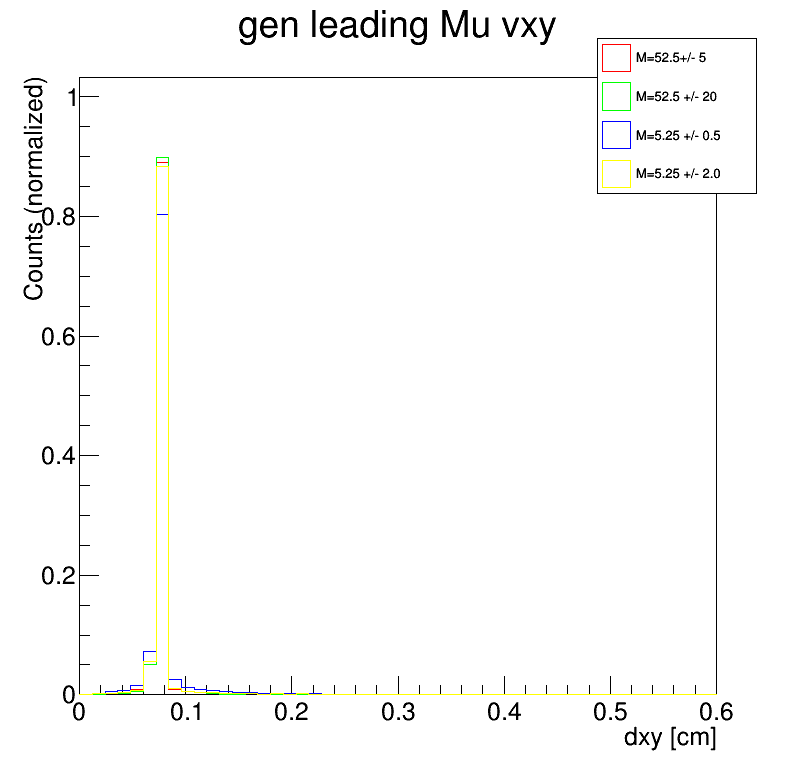 gen leading Mu vxy
M=52.5+/- 5
M=52.5 +/- 20
M=5.25 +/- 0.5
M=5.25 +/- 2.0
Counts (normalized)
1
0.8
0.6
0.4
0.2
0
0 0.1 0.2 0.3 0.4 0.5 0.6
dxy [cm]